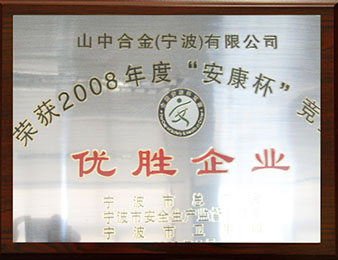 山中合金(宁波)有限公司
荣获2008年度“安康杯”竞
优胜企业
宁波市总
宁波市安全生产监
宁波市